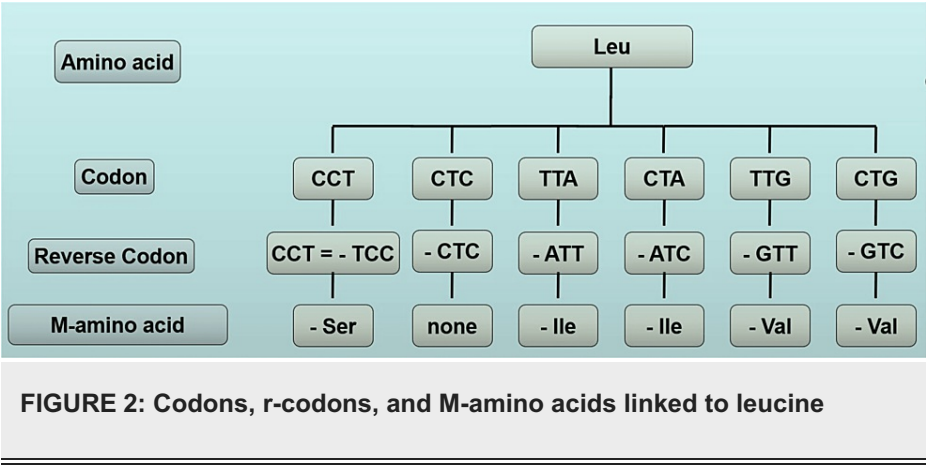 Amino acid
Leu
Codon
CCT CTC TTA CTA TTG CTG
Reverse Codon
CCT = - TCC - CTC - ATT - ATC - GTT - GTC
M-amino acid
- Ser none - Ile - Ile - Val - Val
FIGURE 2: Codons, r-codons, and M-amino acids linked to leucine